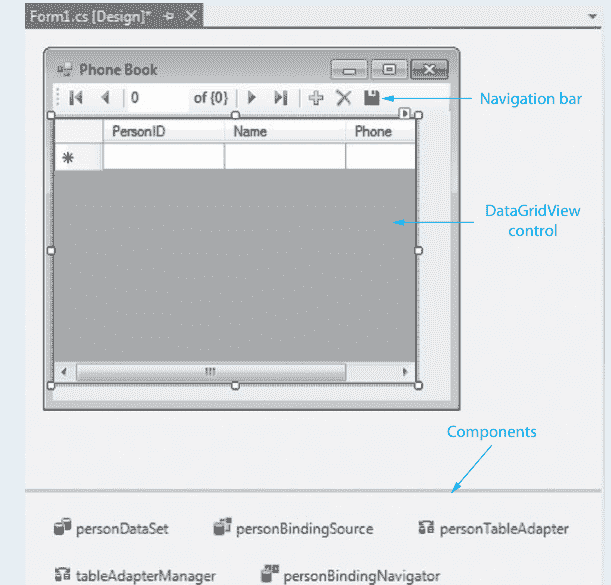 Form1.cs [Design]*
Phone Book
0 of {0}
Navigation bar
PersonID Name Phone
DataGridView
control
Components
personDataSet personBindingSource personTableAdapter
tableAdapterManager personBindingNavigator